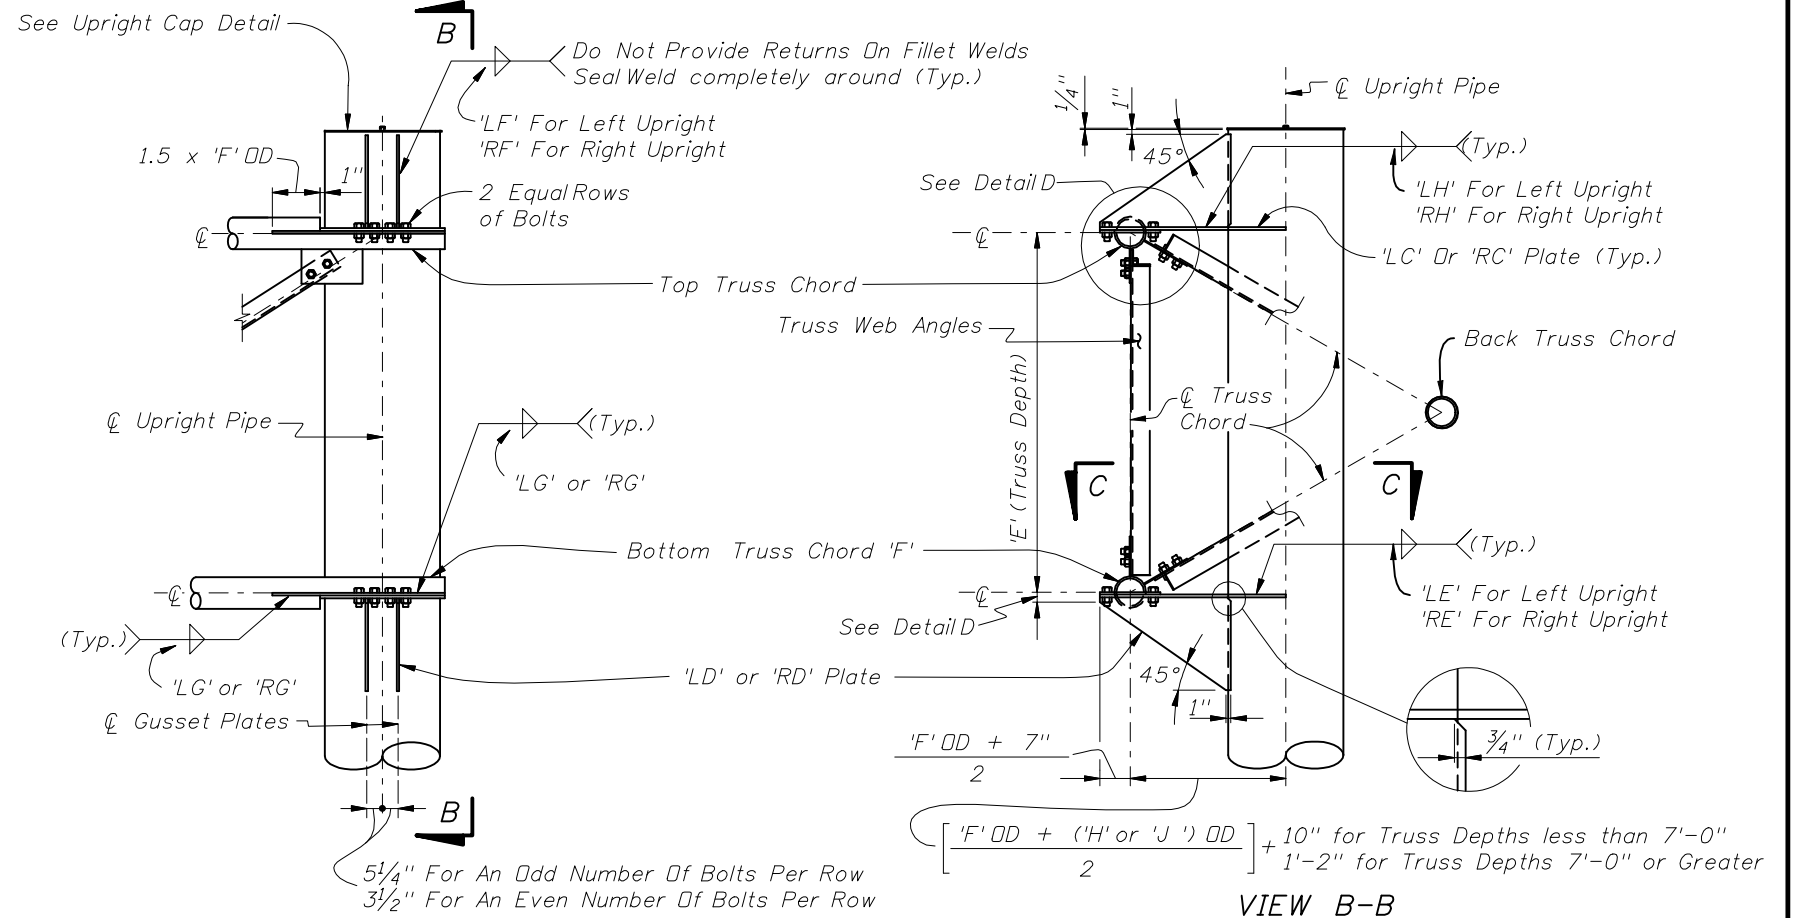 See Upright Cap Detail
B
Do Not Provide Returns On Fillet Welds
Seal Weld completely around (Typ.)
'LF' For Left Upright
'RF' For Right Upright
1.5 x 'F' OD
1"
2 Equal Rows
of Bolts
℄
Top Truss Chord
Truss Web Angles
℄ Upright Pipe
(Typ.)
'LG' or 'RG'
Bottom Truss Chord 'F'
℄
(Typ.)
'LG' or 'RG'
'LD' or 'RD' Plate
℄ Gusset Plates
B
5¼" For An Odd Number Of Bolts Per Row
3½" For An Even Number Of Bolts Per Row
¼"
1"
℄ Upright Pipe
45°
(Typ.)
See Detail D
'LH' For Left Upright
'RH' For Right Upright
℄
'LC' Or 'RC' Plate (Typ.)
Back Truss Chord
'E' (Truss Depth)
℄ Truss
Chord
C
C
(Typ.)
℄
'LE' For Left Upright
'RE' For Right Upright
See Detail D
45°
1"
¾" (Typ.)
'F' OD + 7"
2
'F' OD + ('H' or 'J ') OD
2
+ 10" for Truss Depths less than 7'-0"
1'-2" for Truss Depths 7'-0" or Greater
VIEW B-B